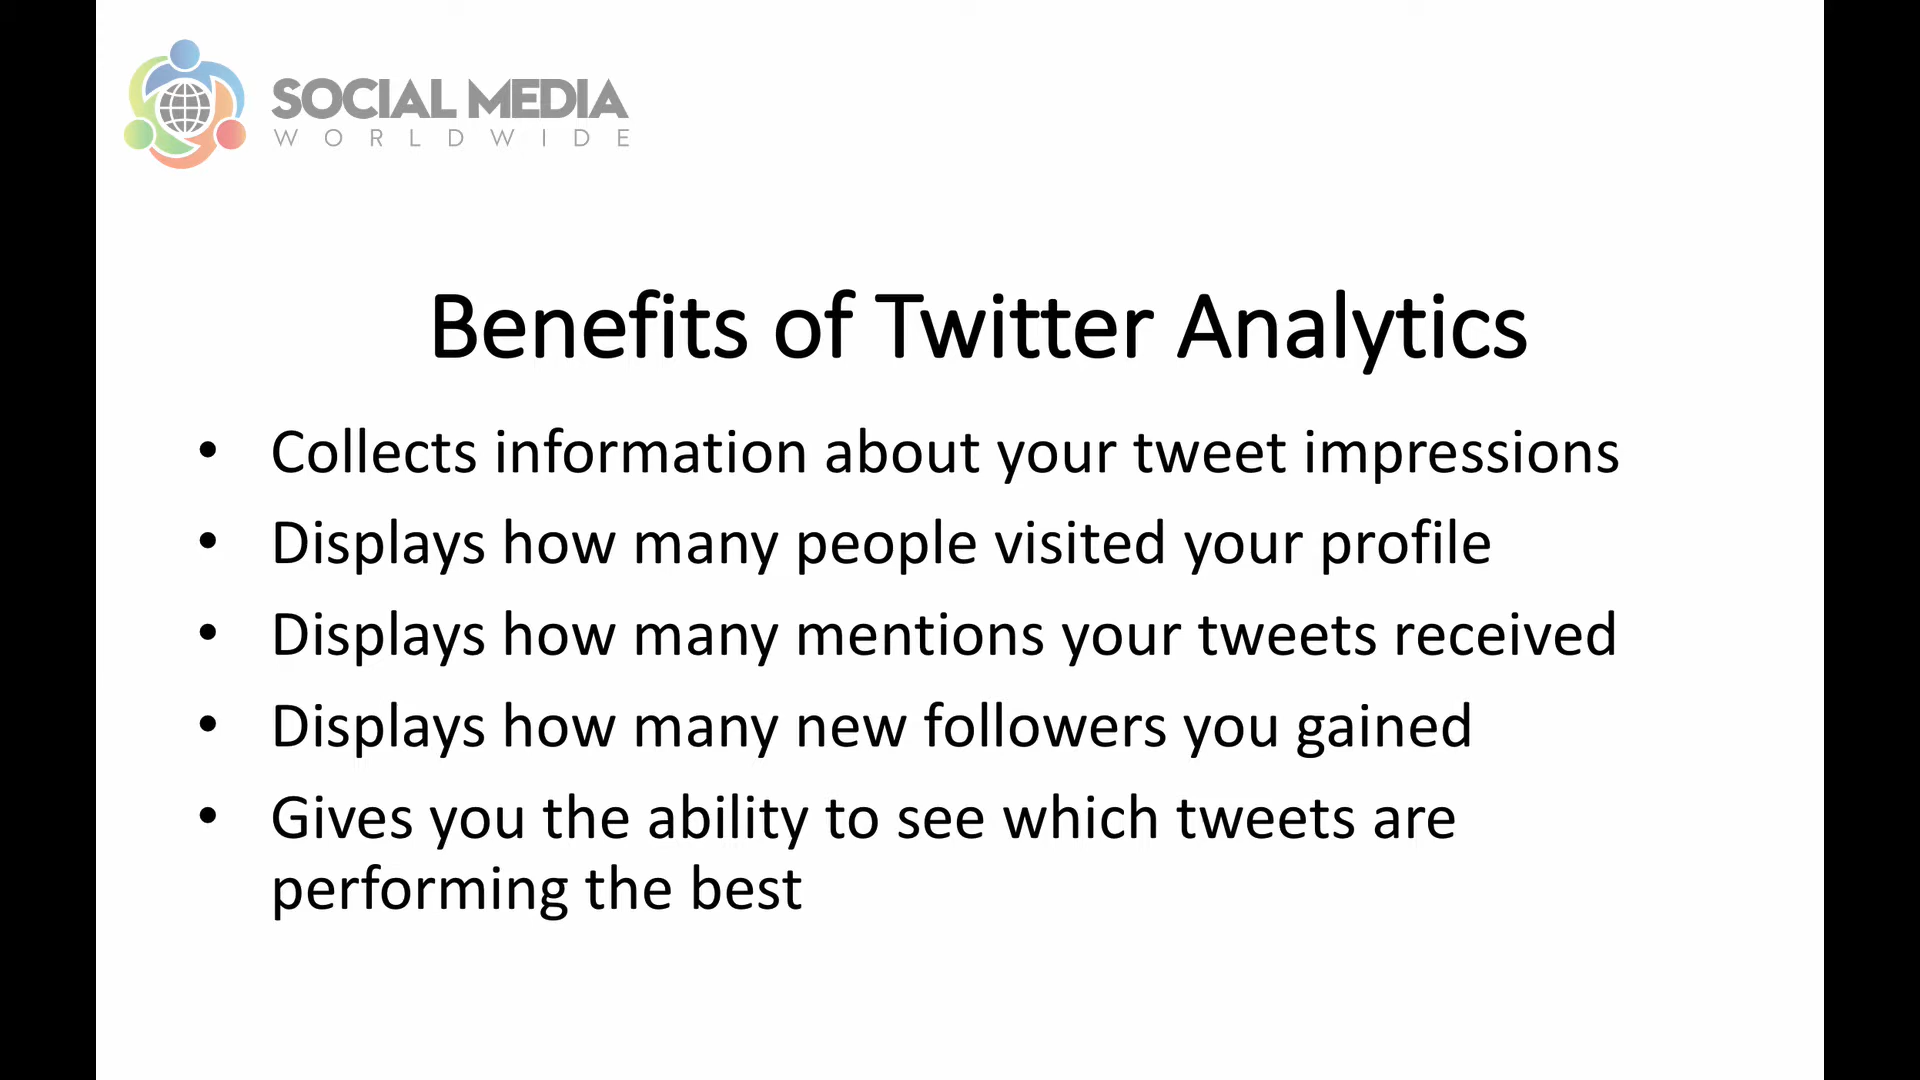 SOCIAL MEDIA
WORLDWIDE
Benefits of Twitter Analytics
• Collects information about your tweet impressions
• Displays how many people visited your profile
• Displays how many mentions your tweets received
• Displays how many new followers you gained
• Gives you the ability to see which tweets are
performing the best